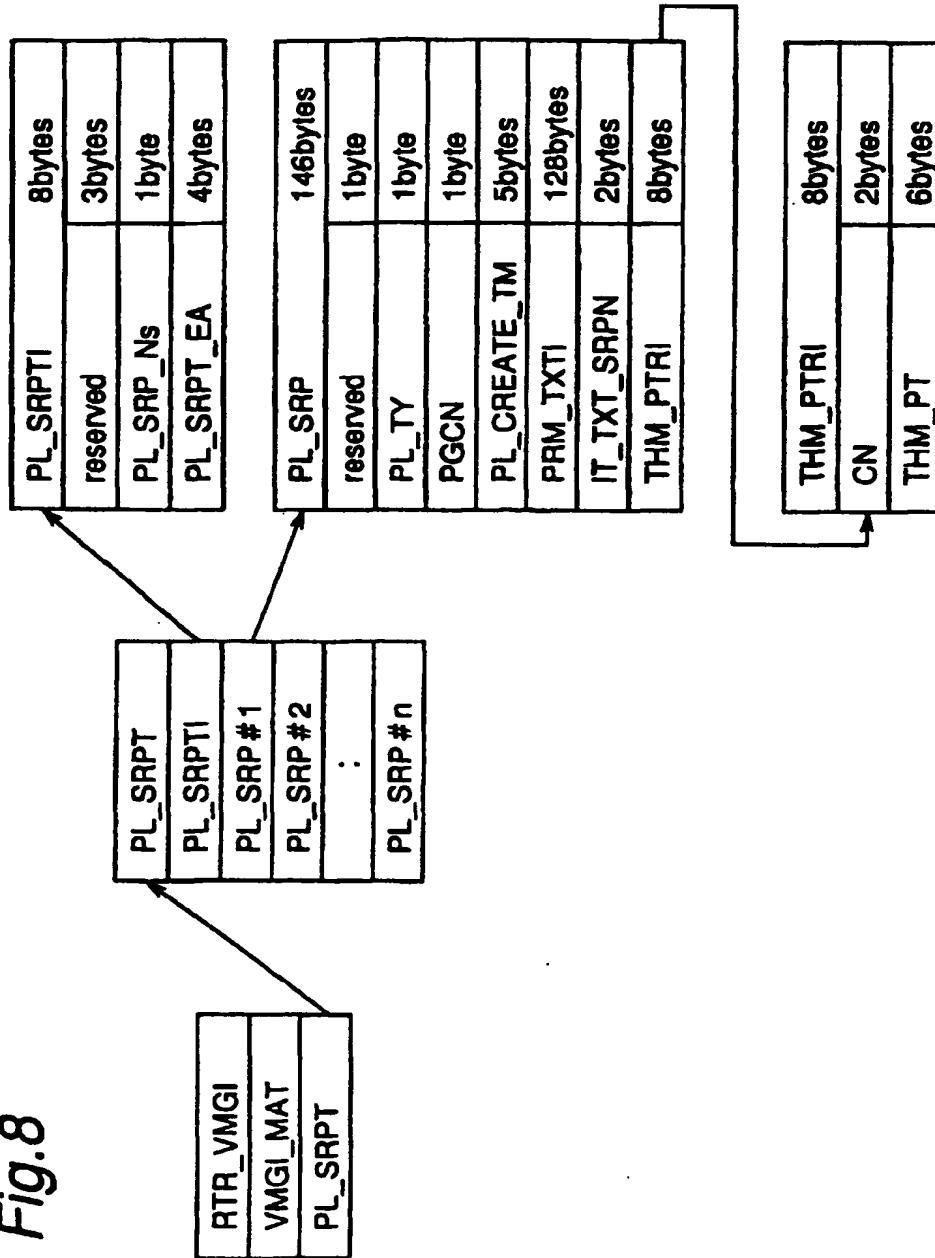 Fig.8
RTR_VMGI
VMGI_MAT
PL_SRPT
PL_SRPT
PL_SRPTI
PL_SRP#1
PL_SRP#2
:
PL_SRP#n
PL_SRPTI 8bytes
reserved 3bytes
PL_SRP_Ns 1byte
PL_SRPT_EA 4bytes
PL_SRP 146bytes
reserved 1byte
PL_TY 1byte
PGCN 1byte
PL_CREATE_TM 5bytes
PRM_TXTI 128bytes
IT_TXT_SRPN 2bytes
THM_PTRI 8bytes
THM_PTRI 8bytes
CN 2bytes
THM_PT 6bytes